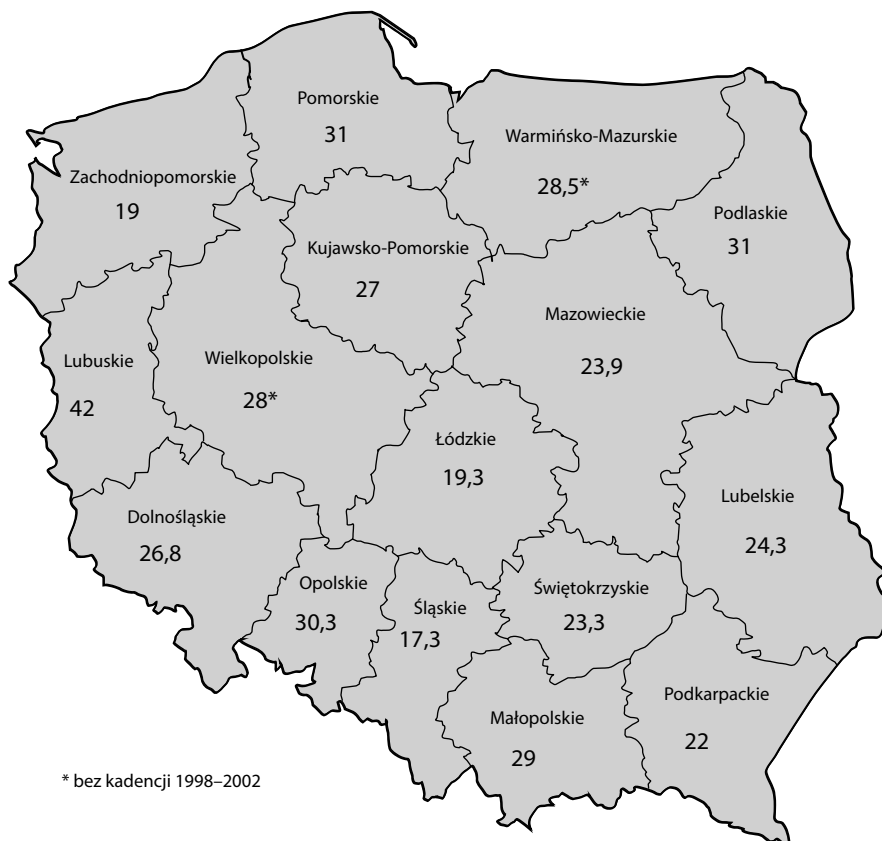 Pomorskie
31
Warmińsko-Mazurskie
28,5*
Zachodniopomorskie
19
Podlaskie
31
Kujawsko-Pomorskie
27
Mazowieckie
23,9
Lubuskie
42
Wielkopolskie
28*
Łódzkie
19,3
Lubelskie
24,3
Dolnośląskie
26,8
Opolskie
30,3
Śląskie
17,3
Świętokrzyskie
23,3
Małopolskie
29
Podkarpackie
22
* bez kadencji 1998–2002